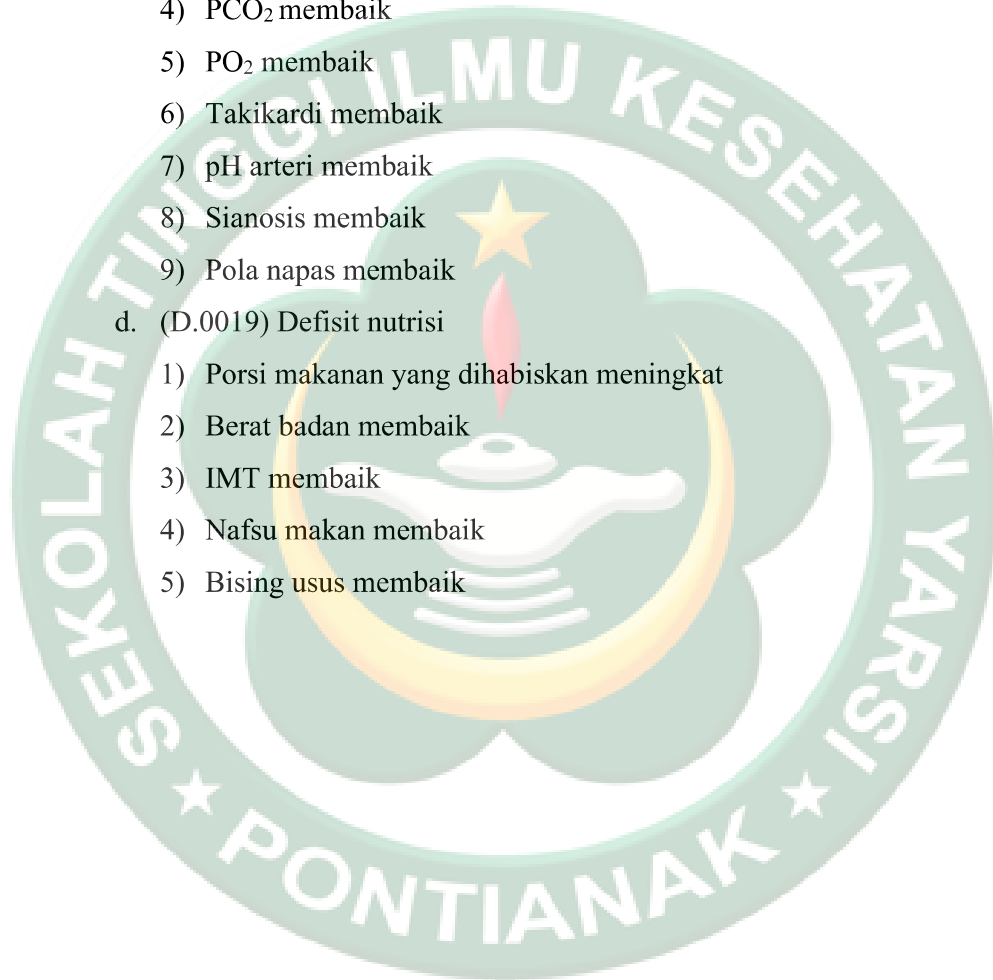 4) PCO₂ membaik
5) PO₂ membaik
6) Takikardi membaik
7) pH arteri membaik
8) Sianosis membaik
9) Pola napas membaik
d. (D.0019) Defisit nutrisi
1) Porsi makanan yang dihabiskan meningkat
2) Berat badan membaik
3) IMT membaik
4) Nafsu makan membaik
5) Bising usus membaik
SEKOLAH TINGGI ILMU KESEHATAN YARSI
PONTIANAK